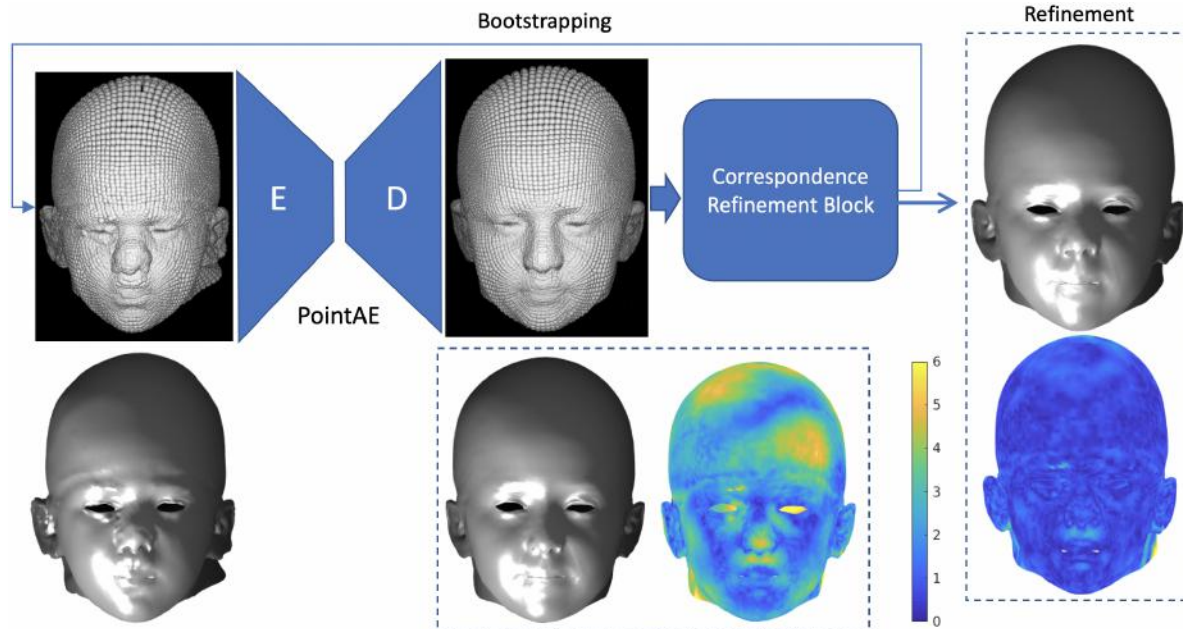 Bootstrapping
Refinement
E
D
Correspondence
Refinement Block
PointAE
6
5
4
3
2
1
0